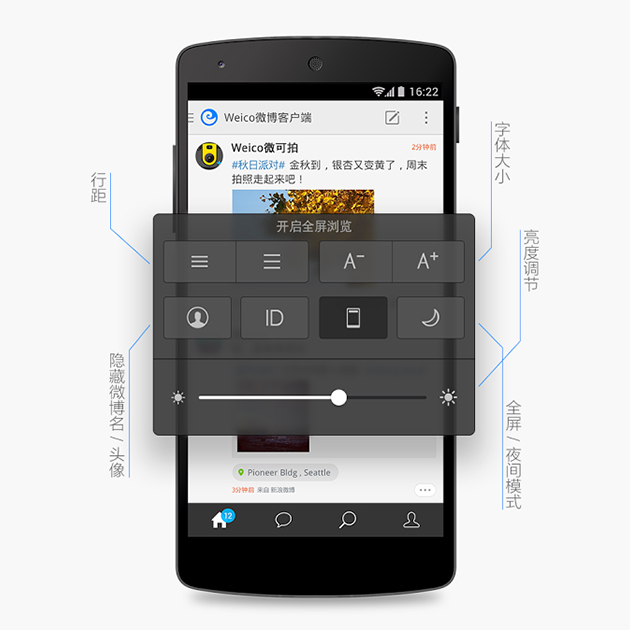 16:22
Weico微博客户端
Weico微可拍
2分钟前
#秋日派对# 金秋到，银杏又变黄了，周末
拍照走起来吧！
行距
字体大小
开启全屏浏览
A-
A+
亮度调节
ID
隐藏微博名 / 头像
全屏 / 夜间模式
Pioneer Bldg , Seattle
3分钟前 来自 新浪微博
12